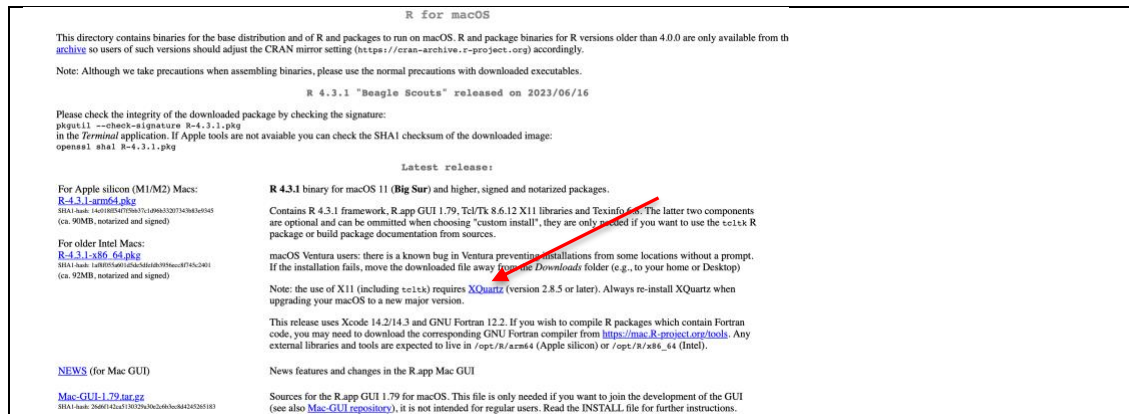 R for macOS
This directory contains binaries for the base distribution and of R and packages to run on macOS. R and package binaries for R versions older than 4.0.0 are only available from th
archive so users of such versions should adjust the CRAN mirror setting (https://cran-archive.r-project.org) accordingly.
Note: Although we take precautions when assembling binaries, please use the normal precautions with downloaded executables.
R 4.3.1 "Beagle Scouts" released on 2023/06/16
Please check the integrity of the downloaded package by checking the signature:
pkgutil --check-signature R-4.3.1.pkg
in the Terminal application. If Apple tools are not avaiable you can check the SHA1 checksum of the downloaded image:
openssl sha1 R-4.3.1.pkg
Latest release:
For Apple silicon (M1/M2) Macs:
R-4.3.1-arm64.pkg
SHA1-hash:
(ca. 90MB, notarized and signed)
For older Intel Macs:
R-4.3.1-x86_64.pkg
SHA1-hash:
(ca. 92MB, notarized and signed)
R 4.3.1 binary for macOS 11 (Big Sur) and higher, signed and notarized packages.
Contains R 4.3.1 framework, R.app GUI 1.79, Tcl/Tk 8.6.12 X11 libraries and Texinfo The latter two components
are optional and can be ommitted when choosing "custom install", they are only needed if you want to use the tcltk R
package or build package documentation from sources.
macOS Ventura users: there is a known bug in Ventura preventing installations from some locations without a prompt.
If the installation fails, move the downloaded file away from the Downloads folder (e.g., to your home or Desktop)
Note: the use of X11 (including tcltk) requires XQuartz (version 2.8.5 or later). Always re-install XQuartz when
upgrading your macOS to a new major version.
This release uses Xcode 14.2/14.3 and GNU Fortran 12.2. If you wish to compile R packages which contain Fortran
code, you may need to download the corresponding GNU Fortran compiler from https://mac.R-project.org/tools. Any
external libraries and tools are expected to live in /opt/R/arm64 (Apple silicon) or /opt/R/x86_64 (Intel).
NEWS (for Mac GUI)
News features and changes in the R.app Mac GUI
Mac-GUI-1.79.tar.gz
SHA1-hash:
Sources for the R.app GUI 1.79 for macOS. This file is only needed if you want to join the development of the GUI
(see also Mac-GUI repository), it is not intended for regular users. Read the INSTALL file for further instructions.